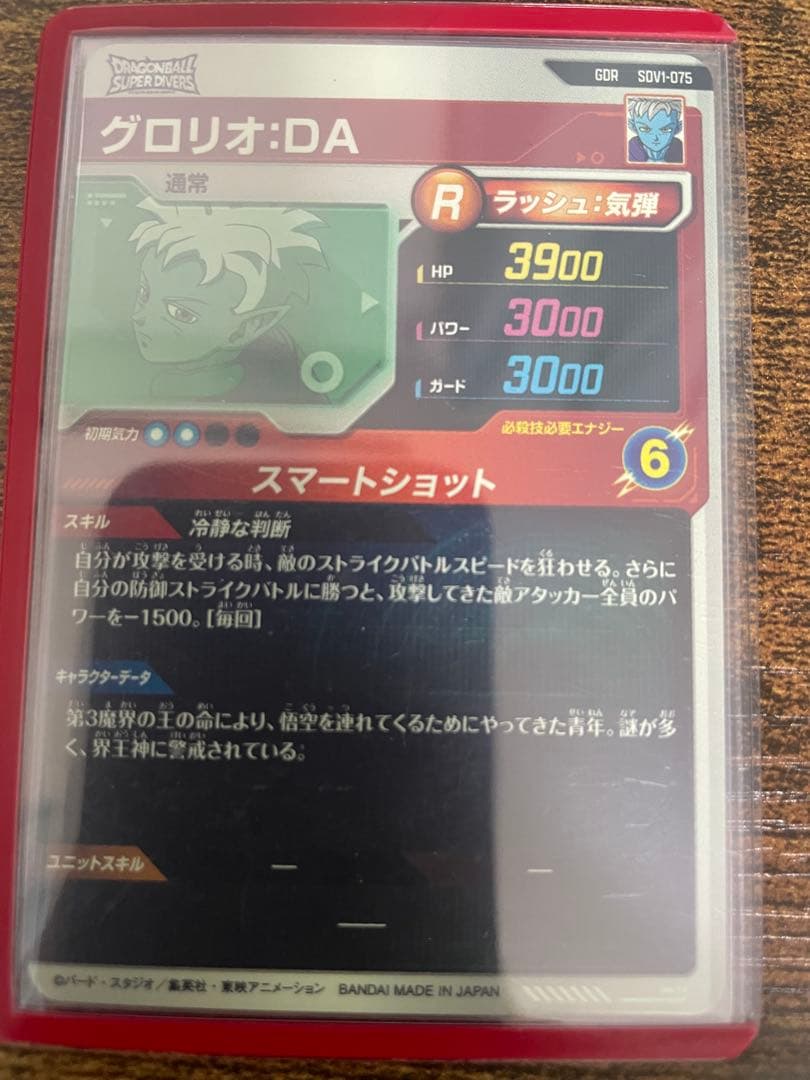 DRAGONBALL
SUPER DIVERS
GDR SDV1-075
グロリオ:DA
通常
R ラッシュ:気弾
HP 3900
パワー 3000
ガード 3000
初期気力
必殺技必要エナジー
6
スマートショット
スキル 冷静な判断
自分が攻撃を受ける時、敵のストライクバトルスピードを狂わせる。さらに
自分の防御ストライクバトルに勝つと、攻撃してきた敵アタッカー全員のパ
ワーを-1500。[毎回]
キャラクターデータ
第3魔界の王の命により、悟空を連れてくるためにやってきた青年。謎が多
く、界王神に警戒されている。
ユニットスキル — —
—
©バード・スタジオ/集英社・東映アニメーション BANDAI MADE IN JAPAN